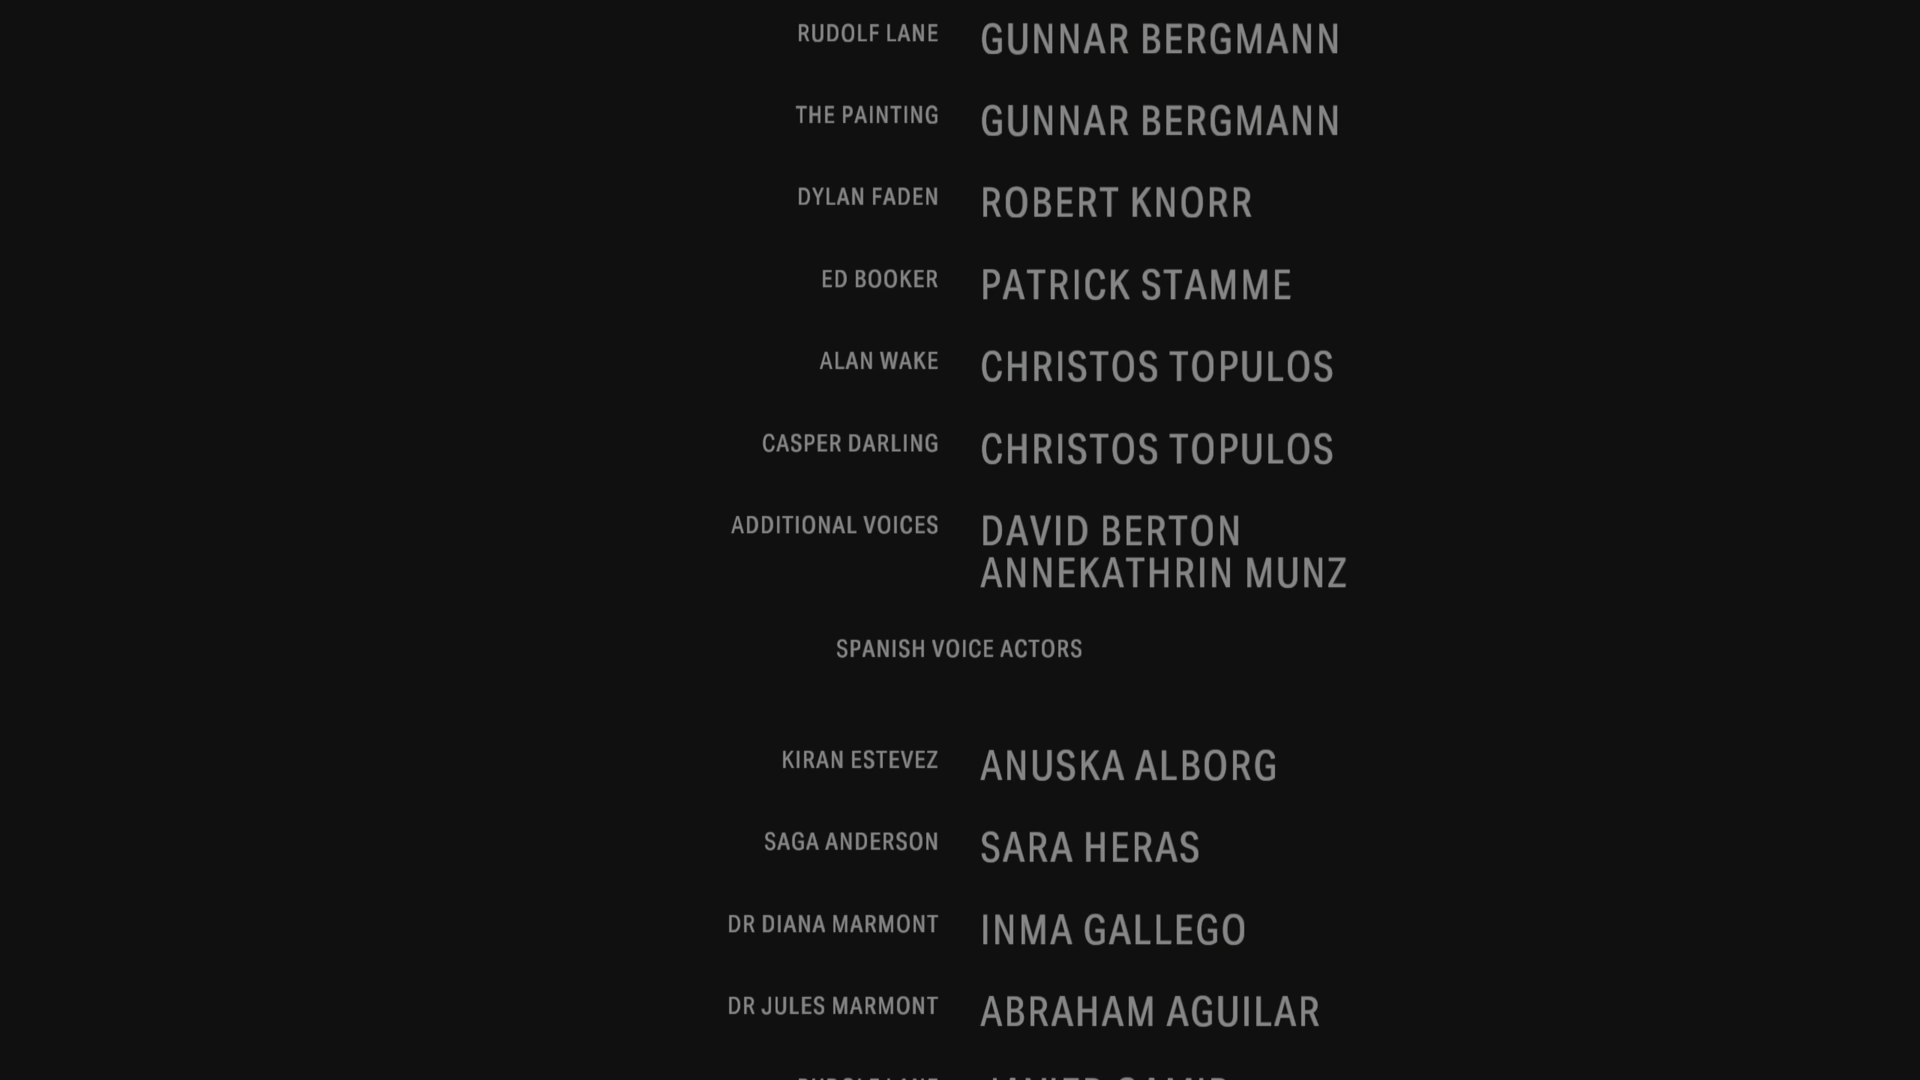 RUDOLF LANE GUNNAR BERGMANN
THE PAINTING GUNNAR BERGMANN
DYLAN FADEN ROBERT KNORR
ED BOOKER PATRICK STAMME
ALAN WAKE CHRISTOS TOPULOS
CASPER DARLING CHRISTOS TOPULOS
ADDITIONAL VOICES DAVID BERTON
ANNEKATHRIN MUNZ
SPANISH VOICE ACTORS
KIRAN ESTEVEZ ANUSKA ALBORG
SAGA ANDERSON SARA HERAS
DR DIANA MARMONT INMA GALLEGO
DR JULES MARMONT ABRAHAM AGUILAR